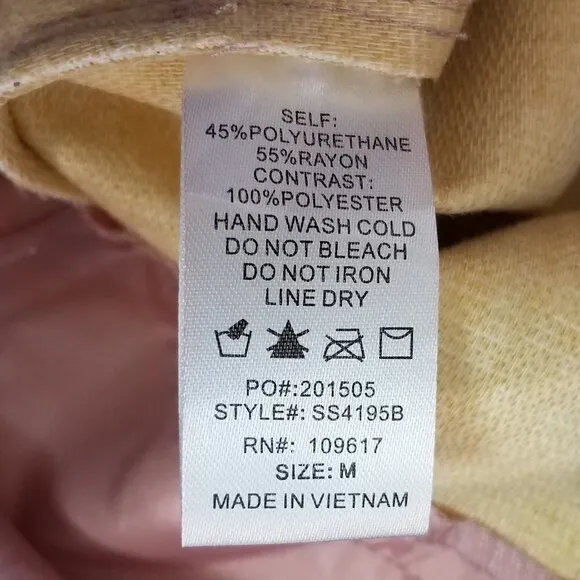 SELF:
45%POLYURETHANE
55%RAYON
CONTRAST:
100%POLYESTER
HAND WASH COLD
DO NOT BLEACH
DO NOT IRON
LINE DRY
PO#:201505
STYLE#: SS4195B
RN#: 109617
SIZE: M
MADE IN VIETNAM